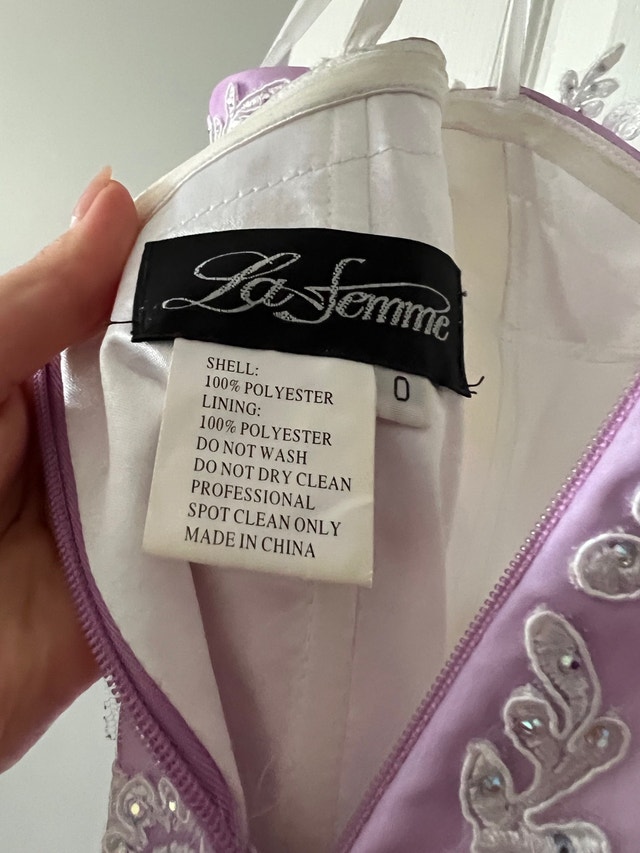 La Femme
0
SHELL:
100% POLYESTER
LINING:
100% POLYESTER
DO NOT WASH
DO NOT DRY CLEAN
PROFESSIONAL
SPOT CLEAN ONLY
MADE IN CHINA